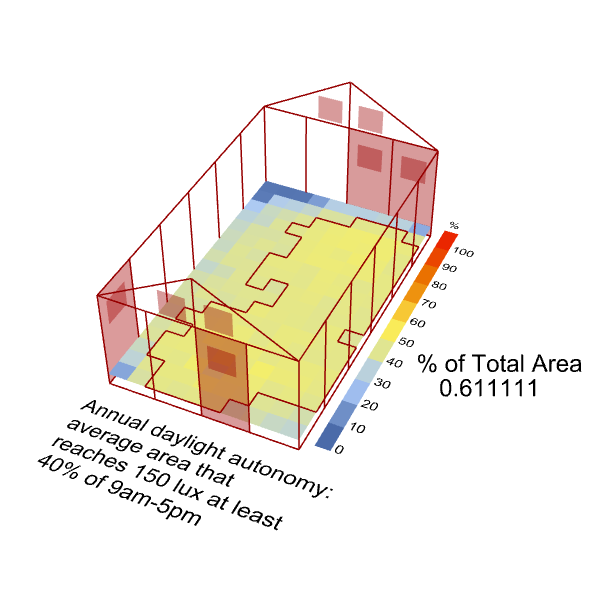 %
100
90
80
70
60
50
40
30
20
10
0
% of Total Area
0.611111
Annual daylight autonomy:
average area that
reaches 150 lux at least
40% of 9am-5pm